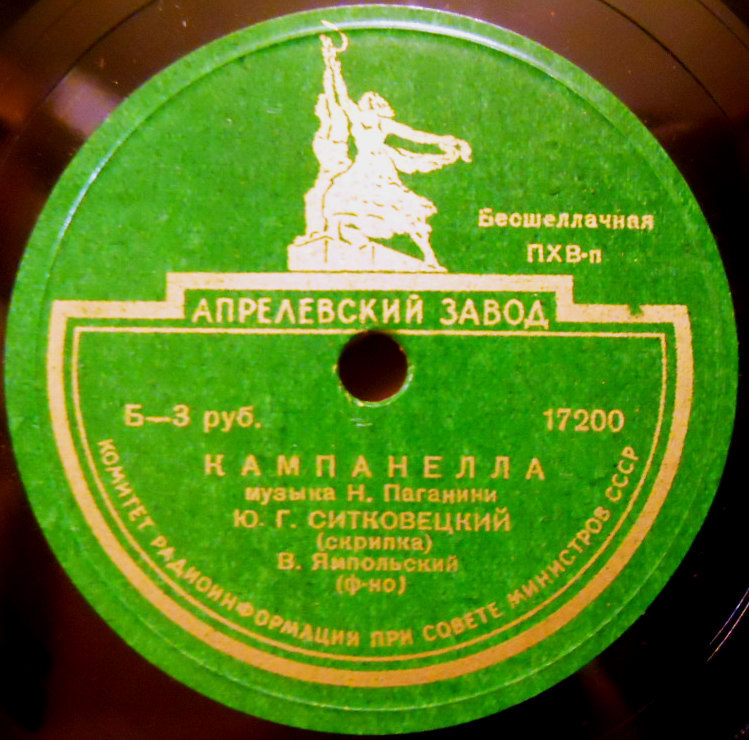 Бесшеллачная
ПХВ-п
АПРЕЛЕВСКИЙ ЗАВОД
Б—3 руб. 17200
КАМПАНЕЛЛА
музыка Н. Паганини
Ю. Г. СИТКОВЕЦКИЙ
(скрипка)
В. Ямпольский
(ф-но)
КОМИТЕТ РАДИОИНФОРМАЦИЯ ПРИ СОВЕТЕ МИНИСТРОВ СССР